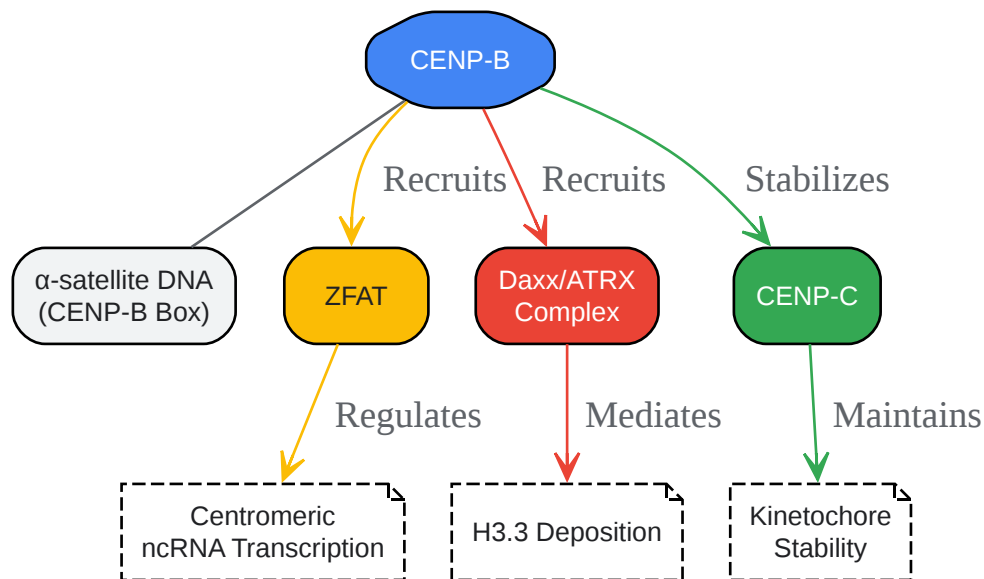 CENP-B
Recruits
Recruits
Stabilizes
α-satellite DNA
(CENP-B Box)
ZFAT
Daxx/ATRX
Complex
CENP-C
Regulates
Mediates
Maintains
Centromeric
ncRNA Transcription
H3.3 Deposition
Kinetochore
Stability